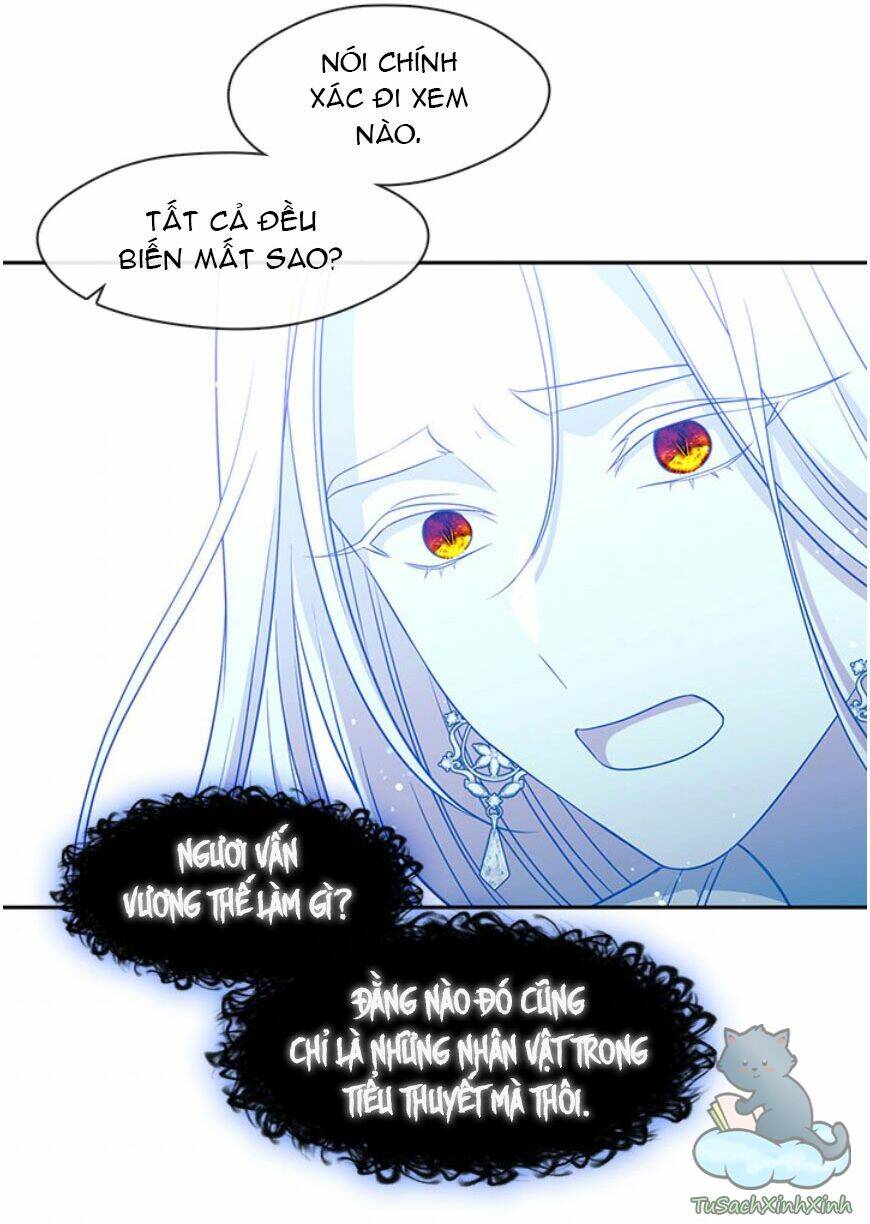 NÓI CHÍNH
XÁC ĐI XEM
NÀO.
TẤT CẢ ĐỀU
BIẾN MẤT SAO?
NGƯƠI VẤN
VƯƠNG THẾ LÀM GÌ?
ĐẰNG NÀO ĐÓ CŨNG
CHỈ LÀ NHỮNG NHÂN VẬT TRONG
TIỂU THUYẾT MÀ THÔI.
TuSachXinhXinh